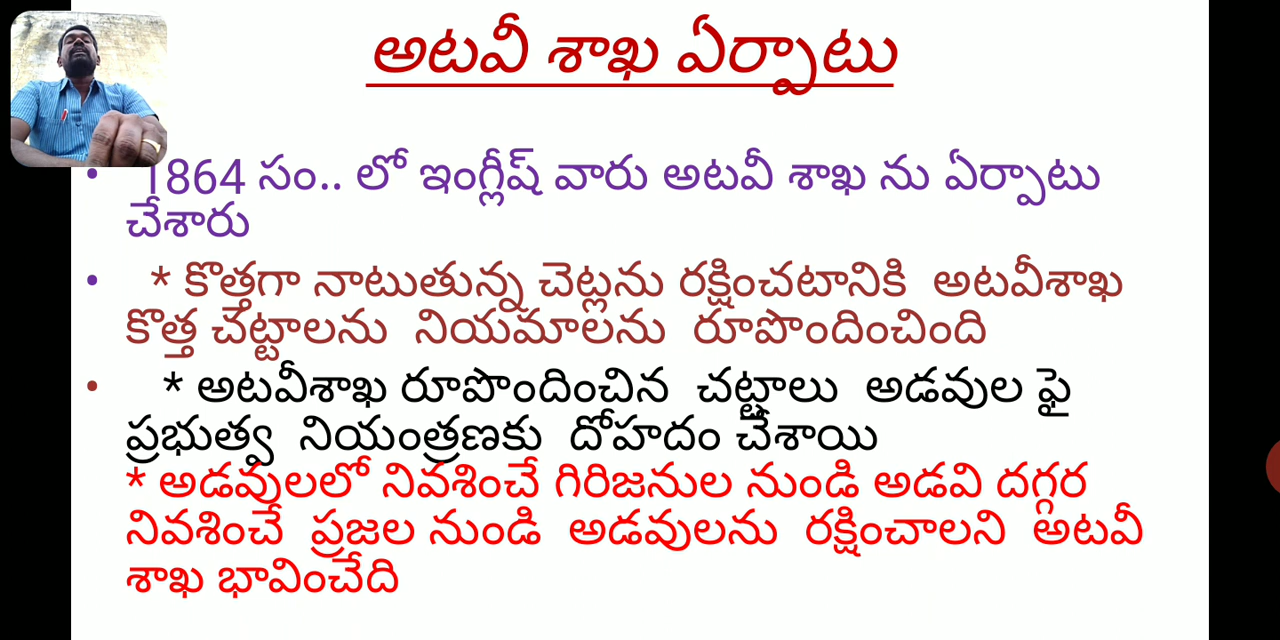 అటవీ శాఖ ఏర్పాటు
• 1864 సం.. లో ఇంగ్లీష్ వారు అటవీ శాఖ ను ఏర్పాటు
చేశారు
• * కొత్తగా నాటుతున్న చెట్లను రక్షించటానికి అటవీశాఖ
కొత్త చట్టాలను నియమాలను రూపొందించింది
• * అటవీశాఖ రూపొందించిన చట్టాలు అడవుల ఫై
ప్రభుత్వ నియంత్రణకు దోహదం చేశాయి
* అడవులలో నివశించే గిరిజనుల నుండి అడవి దగ్గర
నివశించే ప్రజల నుండి అడవులను రక్షించాలని అటవీ
శాఖ భావించేది